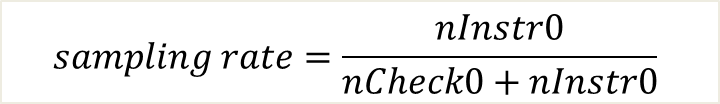 sampling rate = nInstr0 / nCheck0 + nInstr0